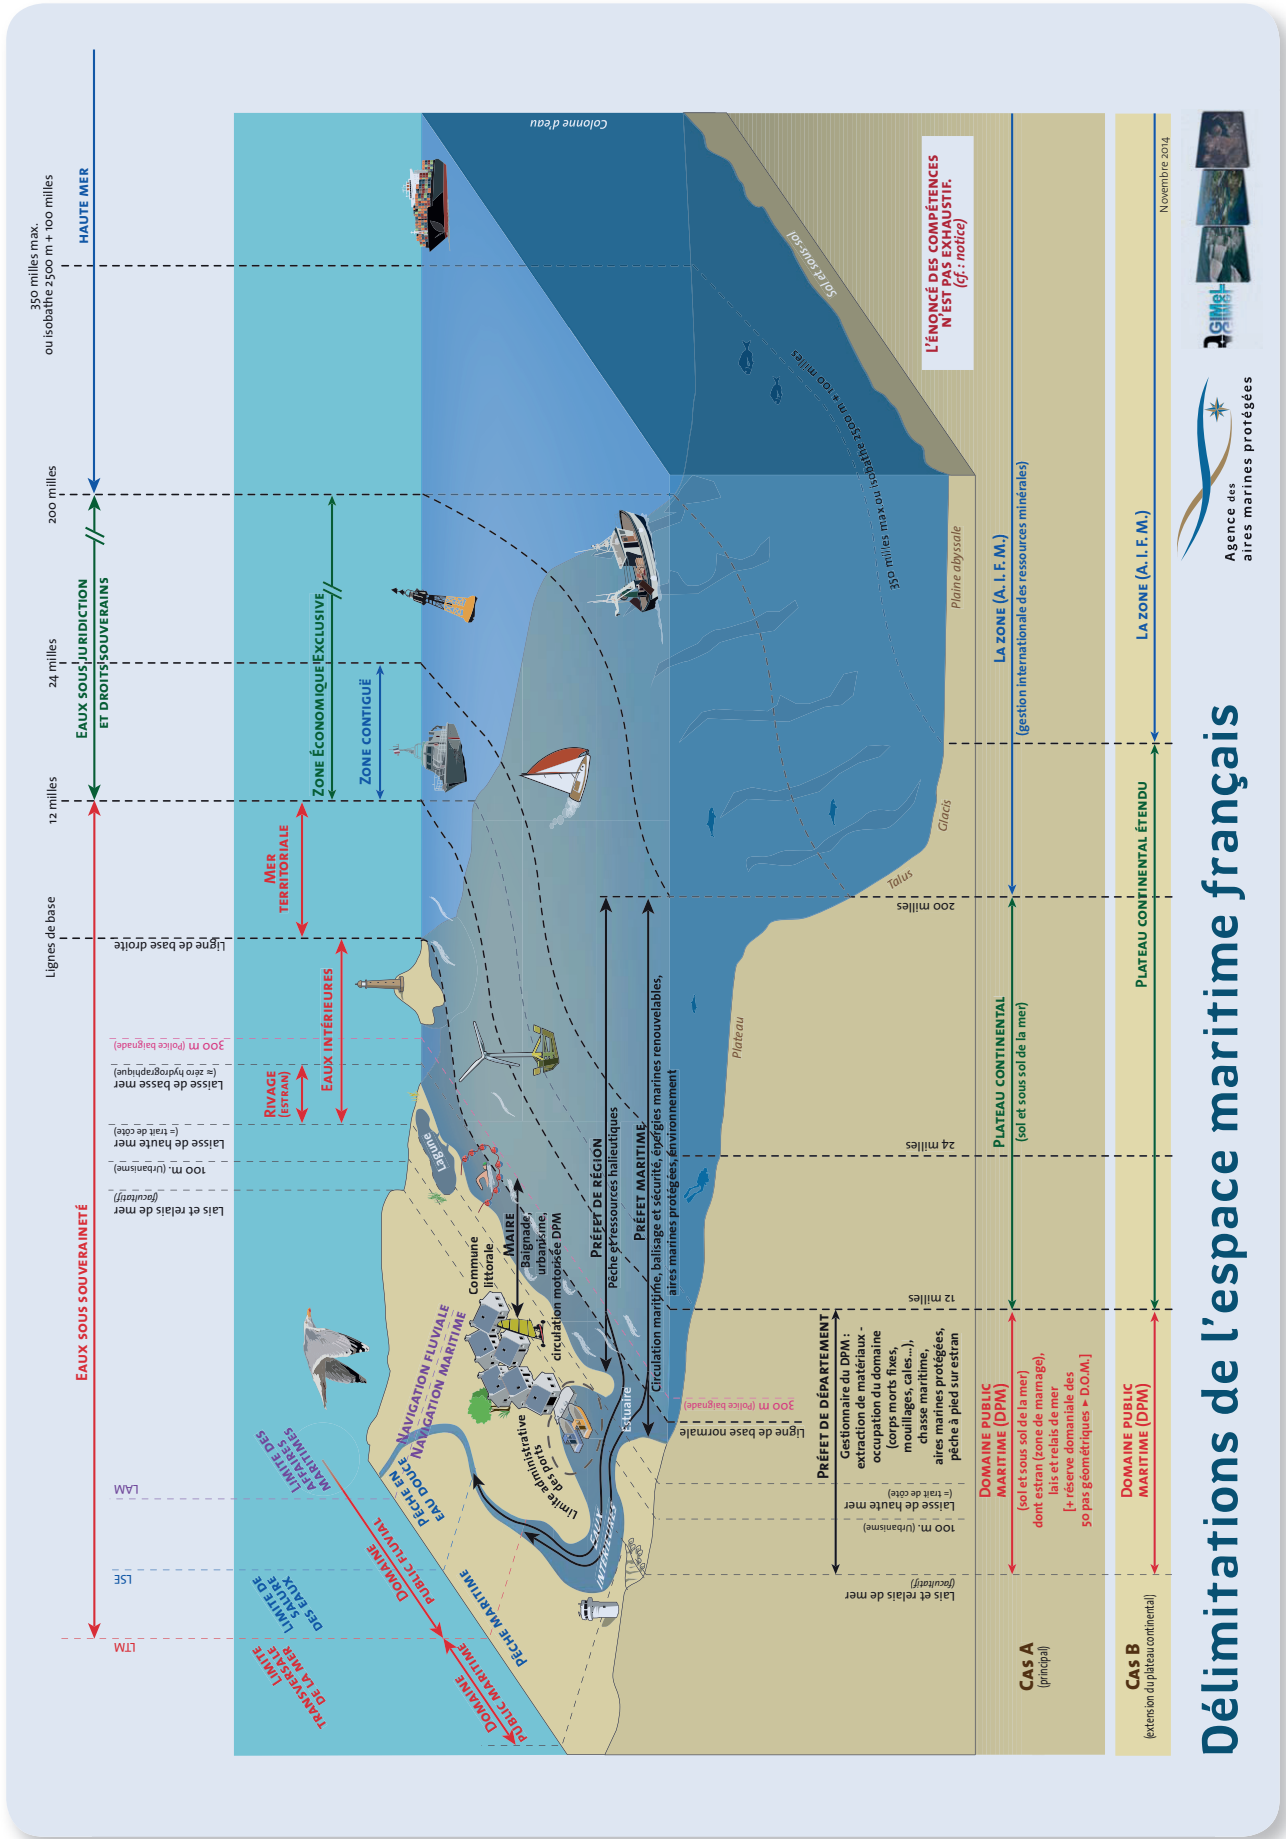 350 milles max.
ou isobathe 2500 m + 100 milles
HAUTE MER
200 milles
EAUX SOUS JURIDICTION
ET DROITS SOUVERAINS
24 milles
12 milles
Lignes de base
EAUX SOUS SOUVERAINETÉ
ZONE ÉCONOMIQUE EXCLUSIVE
ZONE CONTIGUË
MER
TERRITORIALE
EAUX INTÉRIEURES
RIVAGE
(ESTRAN)
Ligne de base droite
300 m (Police baignade)
Laisse de basse mer
(≈ zéro hydrographique)
Laisse de haute mer
(= trait de côte)
100 m. (Urbanisme)
Lais et relais de mer
(facultatif)
LAM
LSE
LTM
LIMITE DES
AFFAIRES
MARITIMES
LIMITE DE
SALURE
DES EAUX
LIMITE
TRANSVERSALE
DE LA MER
DOMAINE
PUBLIC FLUVIAL
DOMAINE
PUBLIC MARITIME
PÊCHE EN
EAU DOUCE
PÊCHE MARITIME
NAVIGATION FLUVIALE
NAVIGATION MARITIME
Lagune
Commune
littorale
MAIRE
Baignade,
urbanisme,
circulation motorisée DPM
Limite administrative
des ports
Estuaire
EAUX
INTÉRIEURES
PRÉFET DE RÉGION
Pêche et ressources halieutiques
PRÉFET MARITIME
Circulation maritime, balisage et sécurité, énergies marines renouvelables,
aires marines protégées, environnement
Colonne d'eau
Sol et sous-sol
350 milles max ou isobathe 2500 m + 100 milles
Plateau
Talus
Glacis
Plaine abyssale
L'ÉNONCÉ DES COMPÉTENCES
N'EST PAS EXHAUSTIF.
(cf. : notice)
200 milles
24 milles
12 milles
300 m (Police baignade)
Ligne de base normale
Laisse de haute mer
(= trait de côte)
100 m. (Urbanisme)
Lais et relais de mer
(facultatif)
PRÉFET DE DÉPARTEMENT
Gestionnaire du DPM :
extraction de matériaux -
occupation du domaine
(corps morts fixes,
mouillages, cales...),
chasse maritime,
aires marines protégées,
pêche à pied sur estran
CAS A
(principal)
DOMAINE PUBLIC
MARITIME (DPM)
(sol et sous sol de la mer)
dont estran (zone de marnage),
lais et relais de mer
[+ réserve domaniale des
50 pas géométriques ► D.O.M.]
PLATEAU CONTINENTAL
(sol et sous sol de la mer)
LA ZONE (A. I. F. M.)
(gestion internationale des ressources minérales)
CAS B
(extension du plateau continental)
DOMAINE PUBLIC
MARITIME (DPM)
PLATEAU CONTINENTAL ÉTENDU
LA ZONE (A. I. F. M.)
Novembre 2014
Délimitations de l'espace maritime français
Agence des
aires marines protégées
AGIMeL